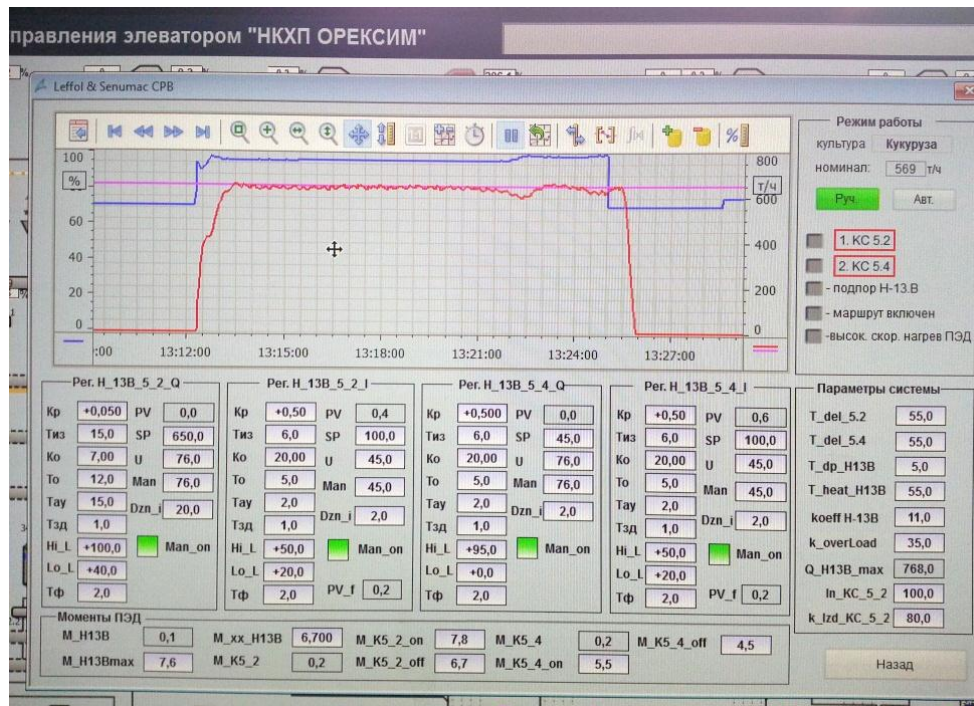 правления элеватором "НКХП ОРЕКСИМ"
Leffol & Senumac CPB
Режим работы
культура Кукуруза
номинал: 569 т/ч
Руч. Авт.
1. КС 5.2
2. КС 5.4
- подпор Н-13.В
- маршрут включен
-высок. скор. нагрев ПЭД
100 800
% т/ч
600
60
40 400
20 200
0 0
:00 13:12:00 13:15:00 13:18:00 13:21:00 13:24:00 13:27:00
Рег. H_13B_5_2_Q
Кр +0,050 PV 0,0
Тиз 15,0 SP 650,0
Ко 7,00 U 76,0
То 12,0 Man 76,0
Тау 15,0 Dzn_i 20,0
Тзд 1,0
Hi_L +100,0 Man_on
Lo_L +40,0
Тф 2,0
Рег. H_13B_5_2_I
Кр +0,50 PV 0,4
Тиз 6,0 SP 100,0
Ко 20,00 U 45,0
То 5,0 Man 45,0
Тау 2,0 Dzn_i 2,0
Тзд 1,0
Hi_L +50,0 Man_on
Lo_L +20,0
Тф 2,0 PV_f 0,2
Рег. H_13B_5_4_Q
Кр +0,500 PV 0,0
Тиз 6,0 SP 45,0
Ко 20,00 U 76,0
То 5,0 Man 76,0
Тау 2,0 Dzn_i 2,0
Тзд 1,0
Hi_L +95,0 Man_on
Lo_L +0,0
Тф 2,0
Рег. H_13B_5_4_I
Кр +0,50 PV 0,6
Тиз 6,0 SP 100,0
Ко 20,00 U 45,0
То 5,0 Man 45,0
Тау 2,0 Dzn_i 2,0
Тзд 1,0
Hi_L +50,0 Man_on
Lo_L +20,0
Тф 2,0 PV_f 0,2
Параметры системы
T_del_5.2 55,0
T_del_5.4 55,0
T_dp_H13B 5,0
T_heat_H13B 55,0
koeff H-13B 11,0
k_overLoad 35,0
Q_H13B_max 768,0
In_KC_5_2 100,0
k_Izd_KC_5_2 80,0
Моменты ПЭД
M_H13B 0,1 M_xx_H13B 6,700 M_K5_2_on 7,8 M_K5_4 0,2 M_K5_4_off 4,5
M_H13Bmax 7,6 M_K5_2 0,2 M_K5_2_off 6,7 M_K5_4_on 5,5
Назад